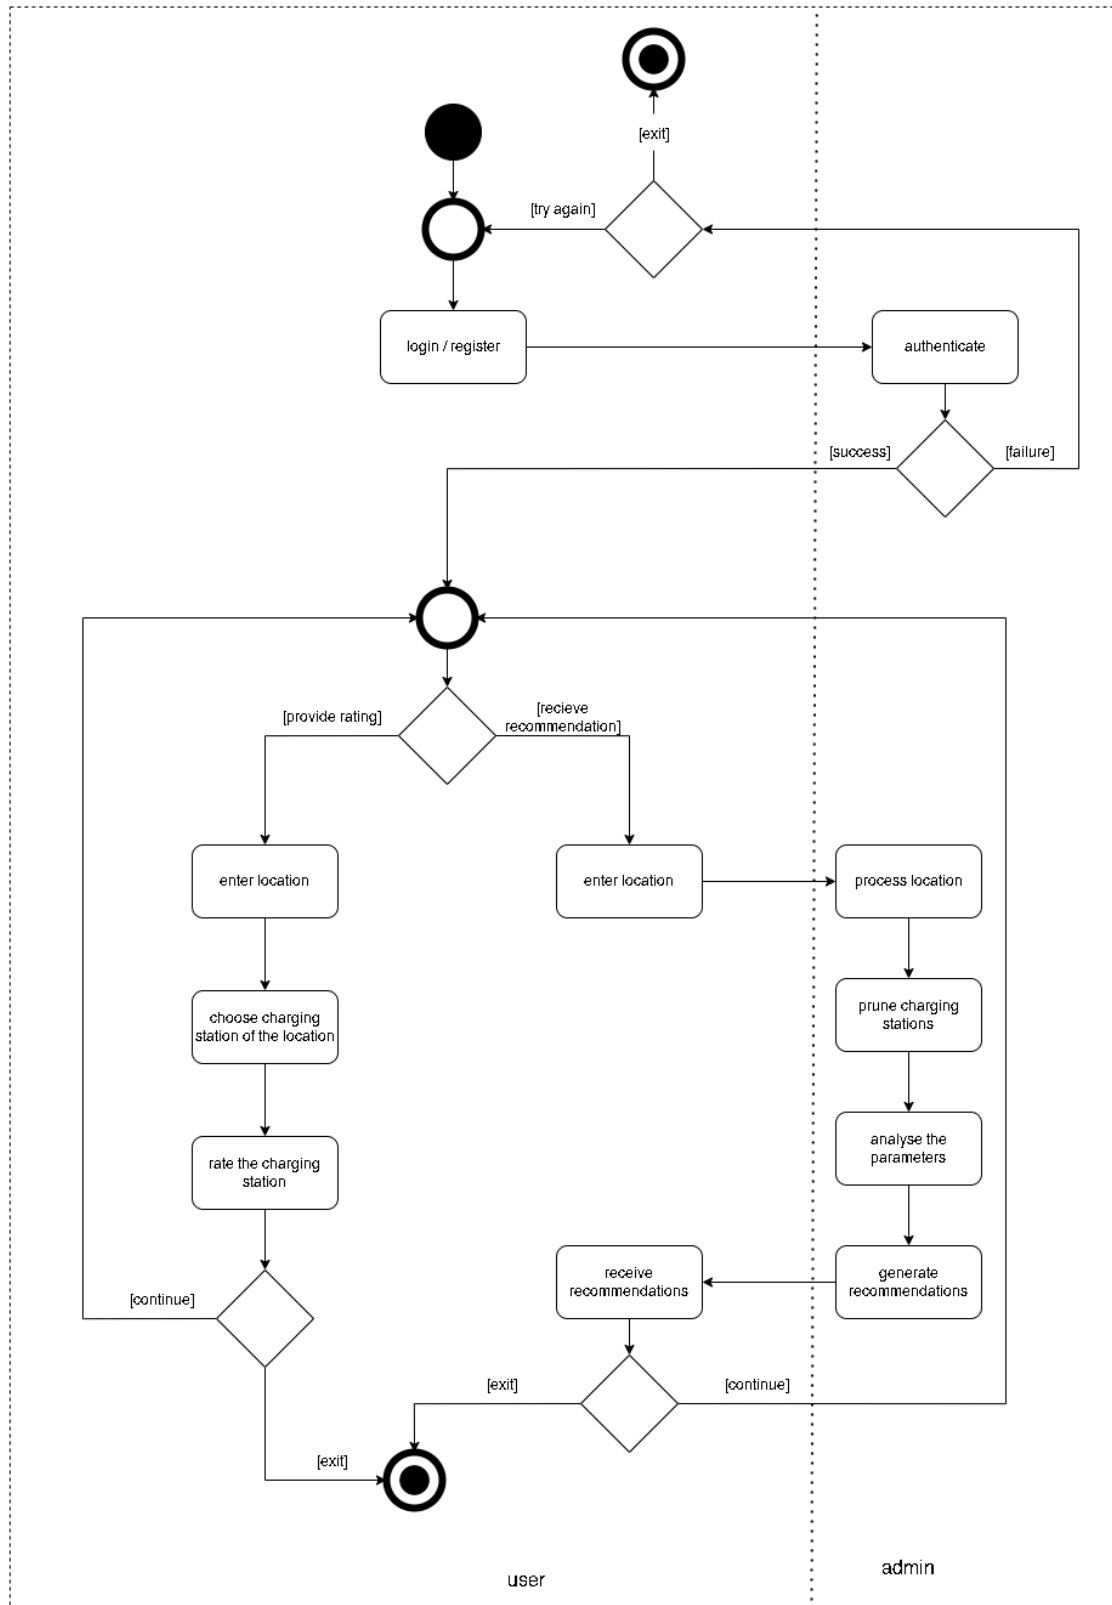 [exit]
[try again]
login / register
authenticate
[success]
[failure]
[provide rating]
[recieve
recommendation]
enter location
enter location
process location
choose charging
station of the location
prune charging
stations
rate the charging
station
analyse the
parameters
receive
recommendations
generate
recommendations
[continue]
[exit]
[continue]
[exit]
user
admin